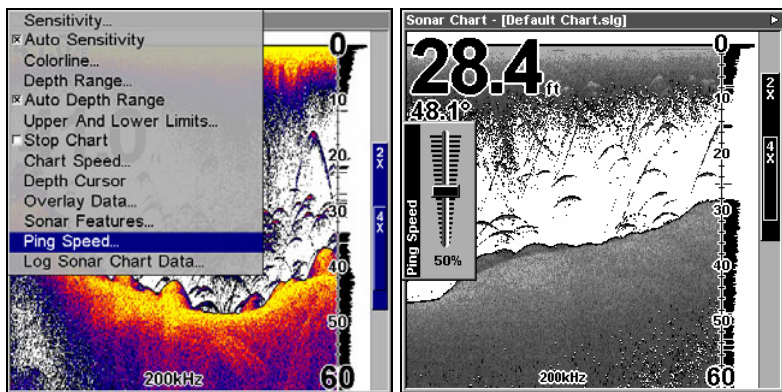 Sensitivity...
Auto Sensitivity
Colorline...
Depth Range...
Auto Depth Range
Upper And Lower Limits...
Stop Chart
Chart Speed...
Depth Cursor
Overlay Data...
Sonar Features...
Ping Speed...
Log Sonar Chart Data...
0
10
20
30
40
50
60
2X
4X
200kHz
Sonar Chart - [Default Chart.slg]
28.4 ft
48.1°
Ping Speed
50%
0
10
20
30
40
50
60
2X
4X
200kHz